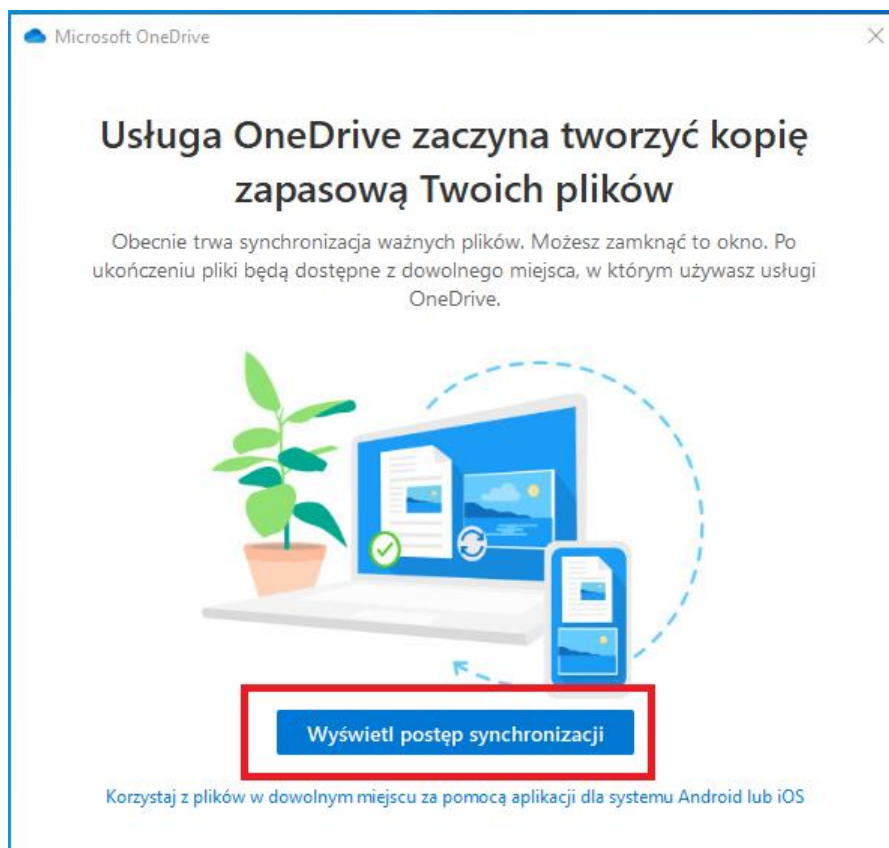 Microsoft OneDrive
Usługa OneDrive zaczyna tworzyć kopię
zapasową Twoich plików
Obecnie trwa synchronizacja ważnych plików. Możesz zamknąć to okno. Po
ukończeniu pliki będą dostępne z dowolnego miejsca, w którym używasz usługi
OneDrive.
Wyświetl postęp synchronizacji
Korzystaj z plików w dowolnym miejscu za pomocą aplikacji dla systemu Android lub iOS